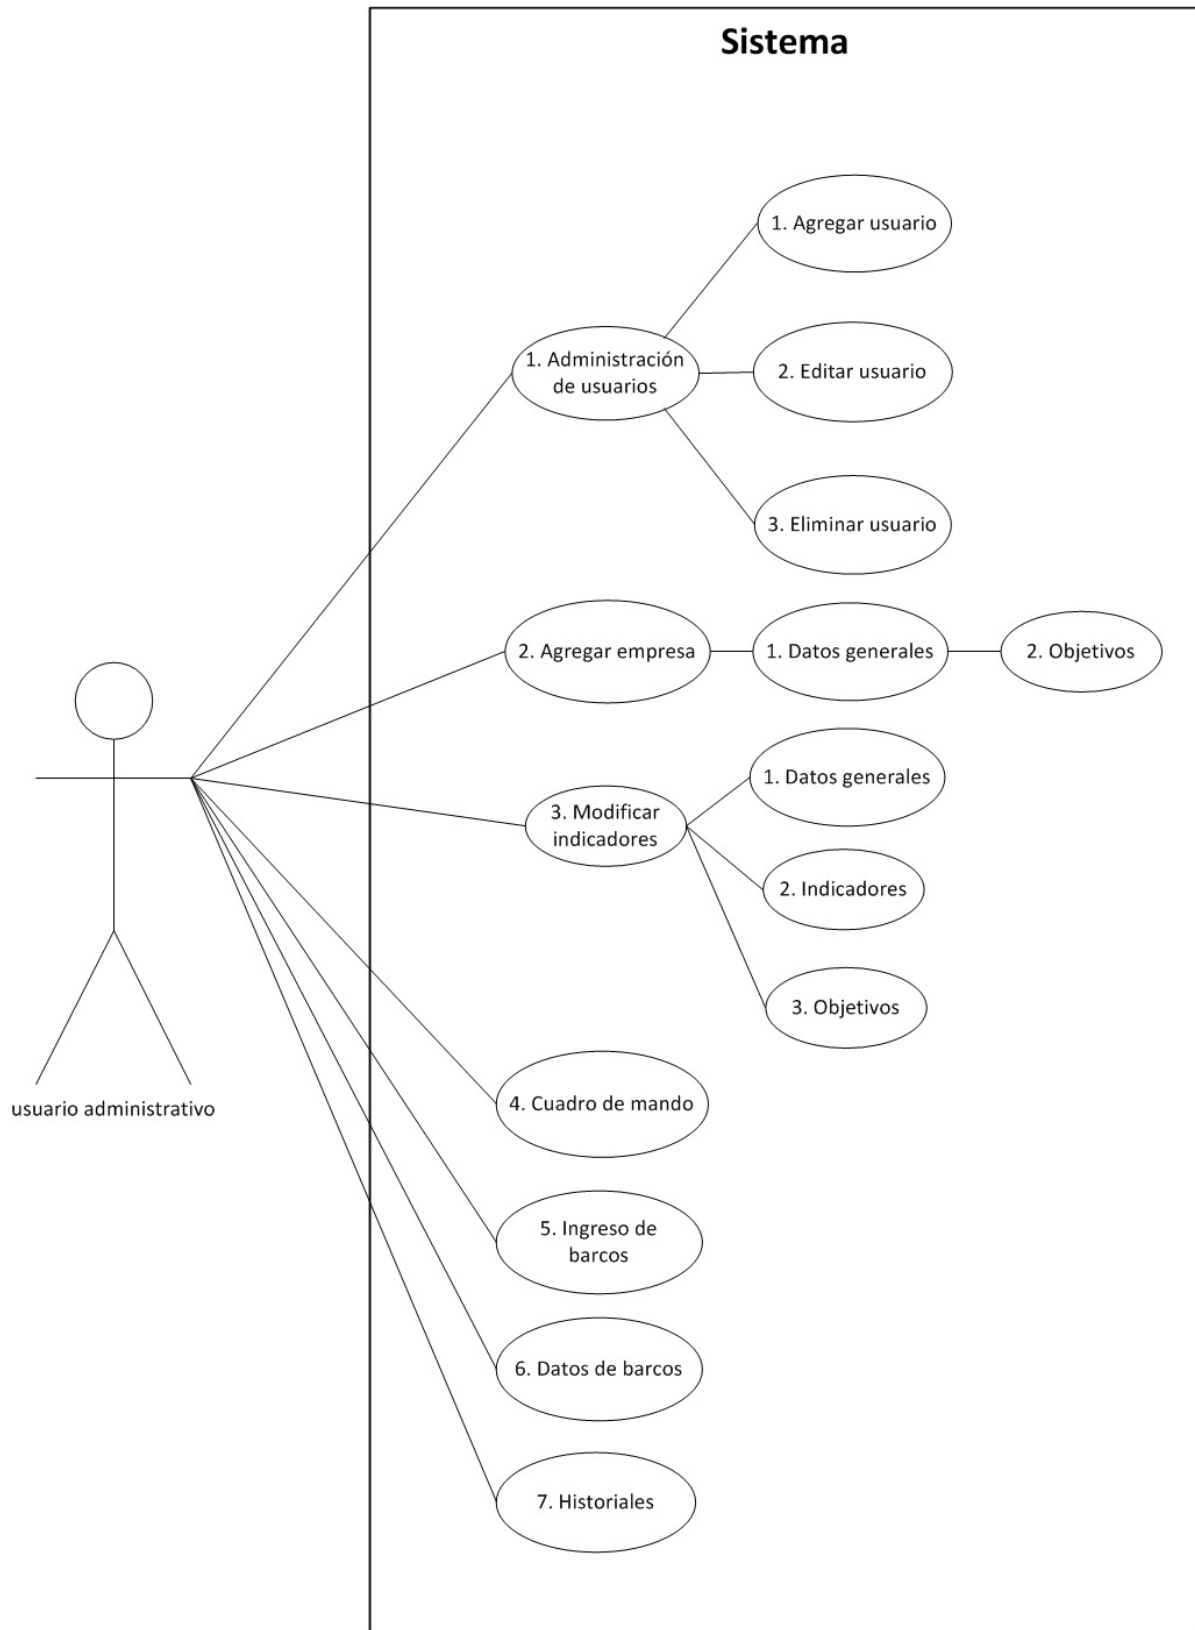 Sistema
1. Agregar usuario
1. Administración
de usuarios
2. Editar usuario
3. Eliminar usuario
2. Agregar empresa
1. Datos generales
2. Objetivos
1. Datos generales
3. Modificar
indicadores
2. Indicadores
3. Objetivos
4. Cuadro de mando
usuario administrativo
5. Ingreso de
barcos
6. Datos de barcos
7. Historiales